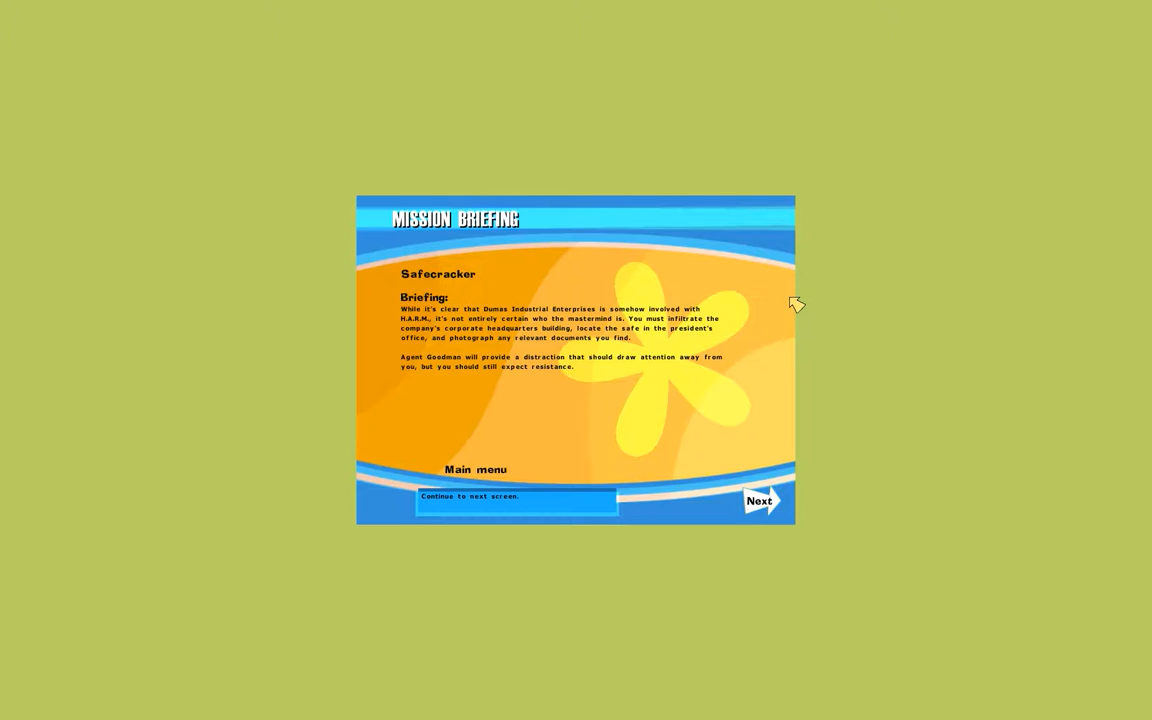 MISSION BRIEFING
Safecracker
Briefing:
While it's clear that Dumas Industrial Enterprises is somehow involved with
H.A.R.M., it's not entirely certain who the mastermind is. You must infiltrate the
company's corporate headquarters building, locate the safe in the president's
office, and photograph any relevant documents you find.
Agent Goodman will provide a distraction that should draw attention away from
you, but you should still expect resistance.
Main menu
Continue to next screen.
Next